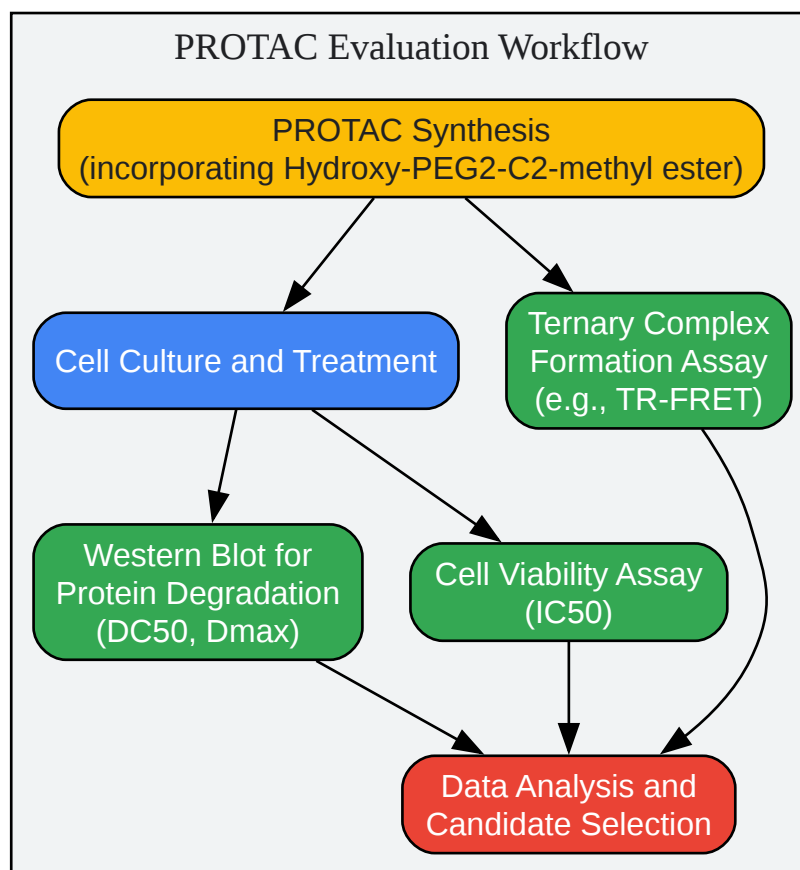 PROTAC Evaluation Workflow
PROTAC Synthesis
(incorporating Hydroxy-PEG2-C2-methyl ester)
Cell Culture and Treatment
Ternary Complex
Formation Assay
(e.g., TR-FRET)
Western Blot for
Protein Degradation
(DC50, Dmax)
Cell Viability Assay
(IC50)
Data Analysis and
Candidate Selection